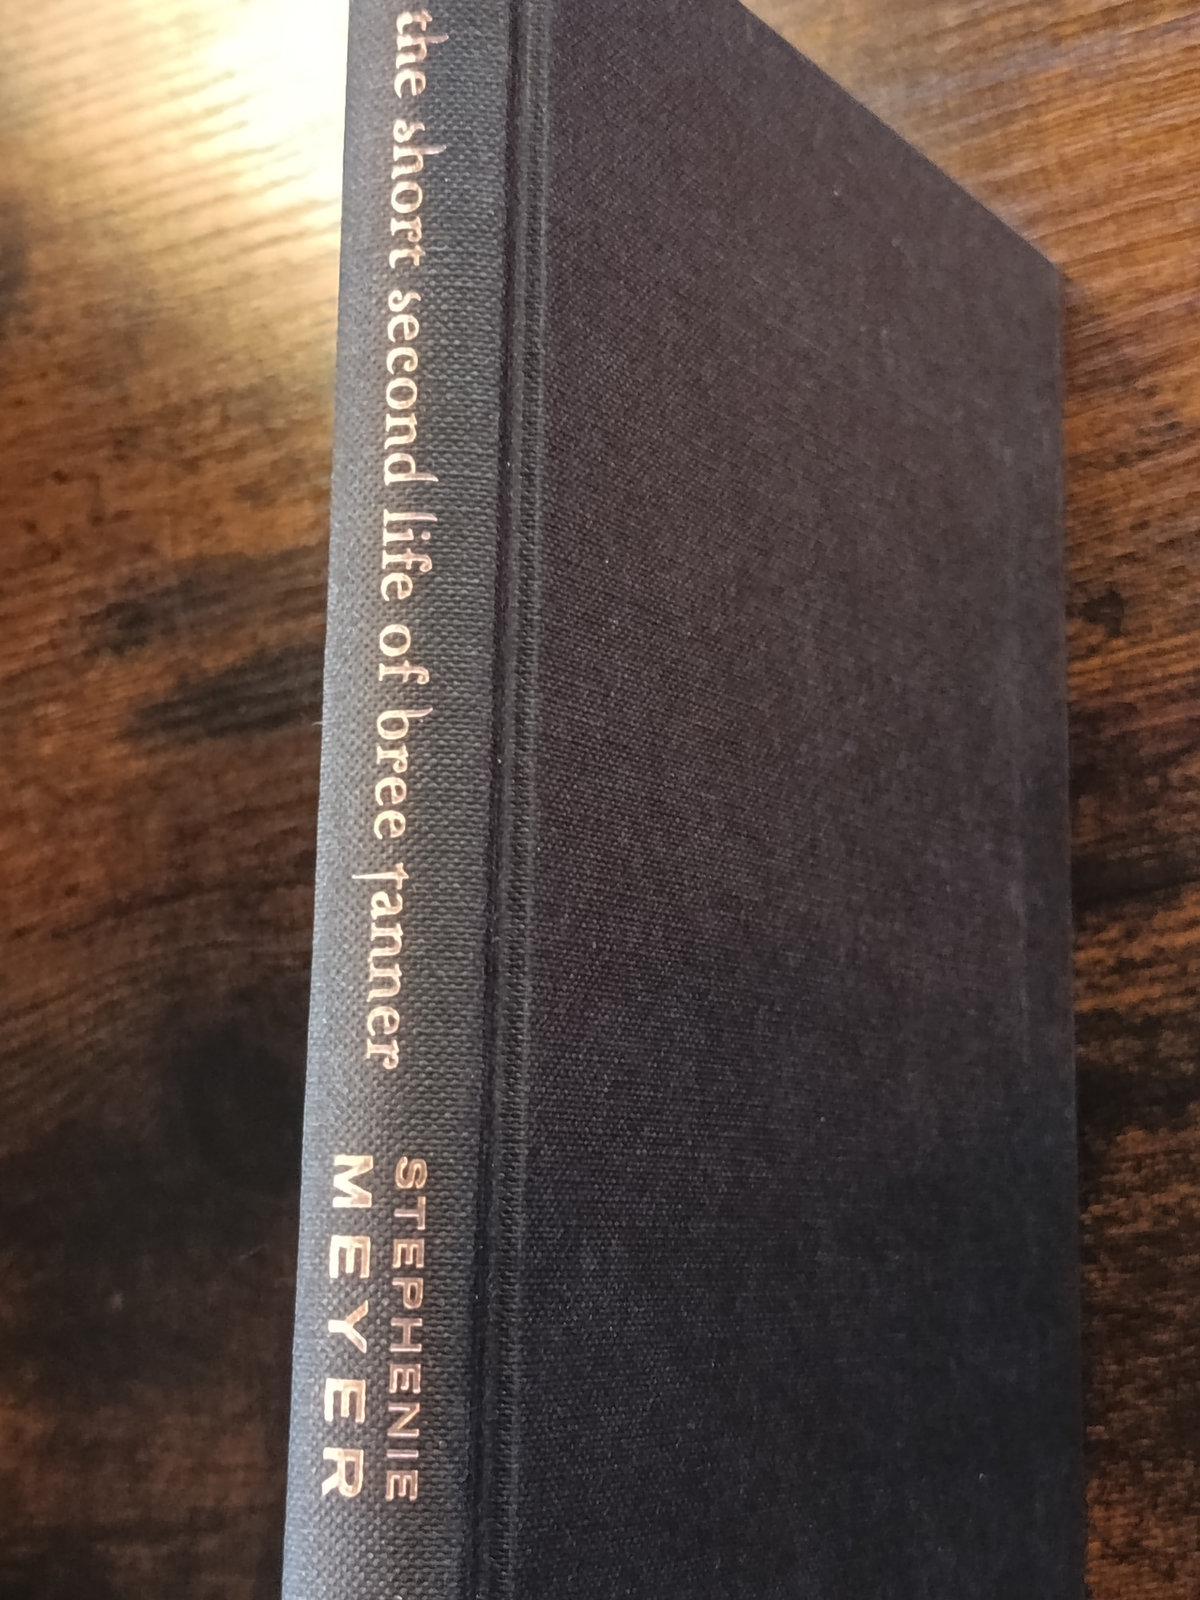 the short second life of bree tanner
STEPHENIE
MEYER